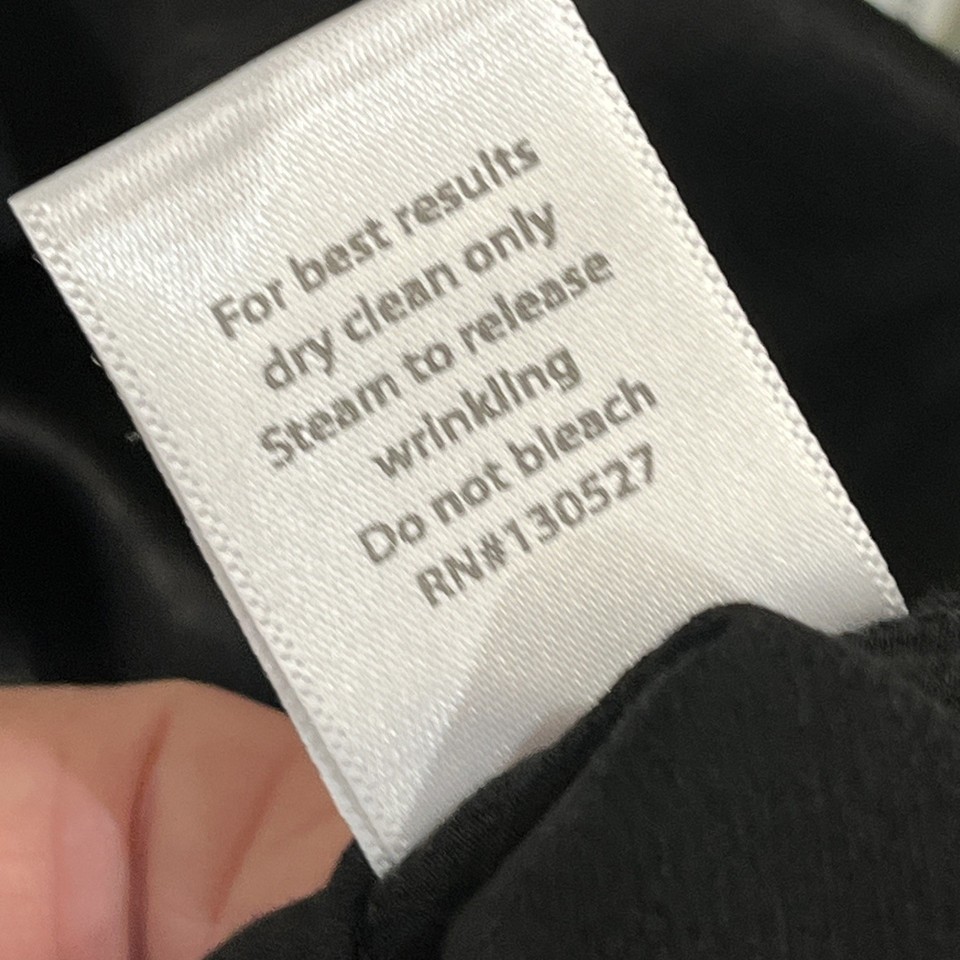 For best results
dry clean only
Steam to release
wrinkling
Do not bleach
RN#130527